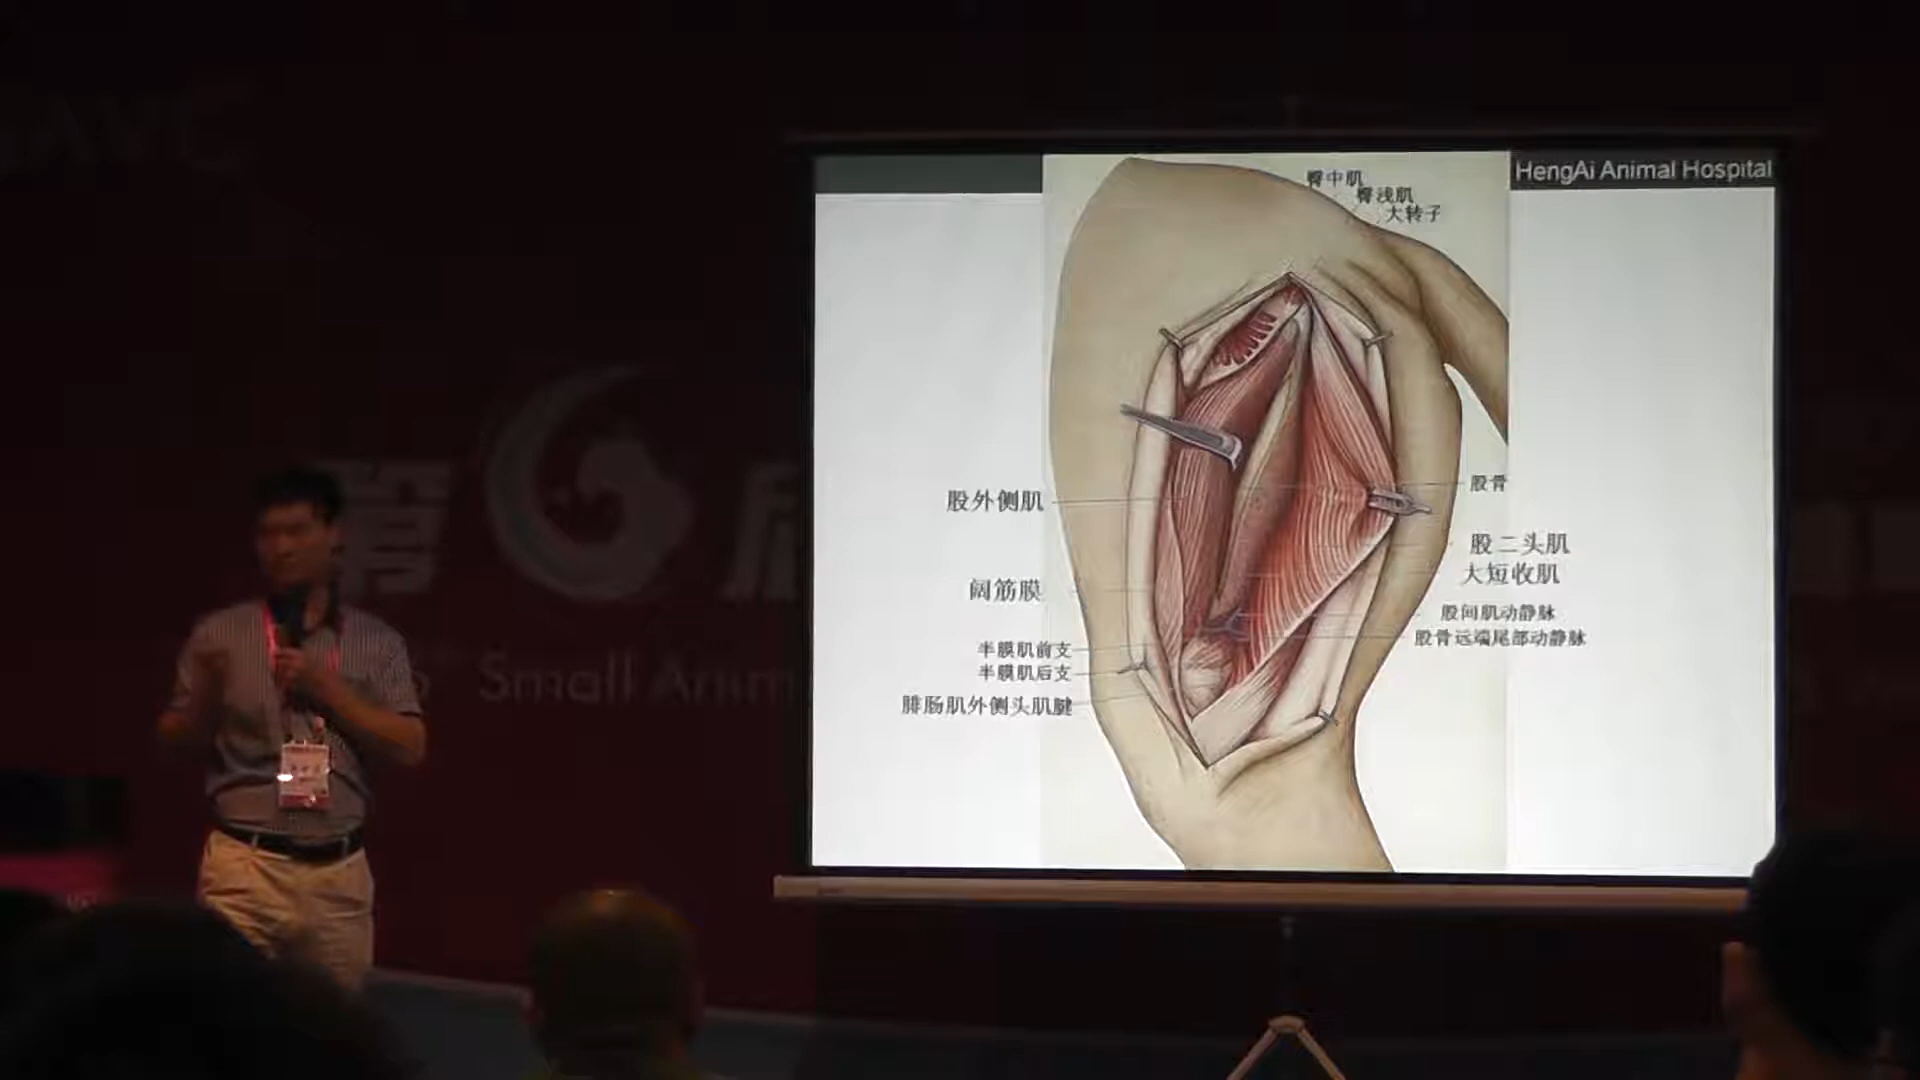 HengAi Animal Hospital
臀中肌
臀浅肌
大转子
股外侧肌
阔筋膜
半膜肌前支
半膜肌后支
腓肠肌外侧头肌腱
股骨
股二头肌
大短收肌
股间肌动静脉
股骨远端尾部动静脉
第
Small Anim